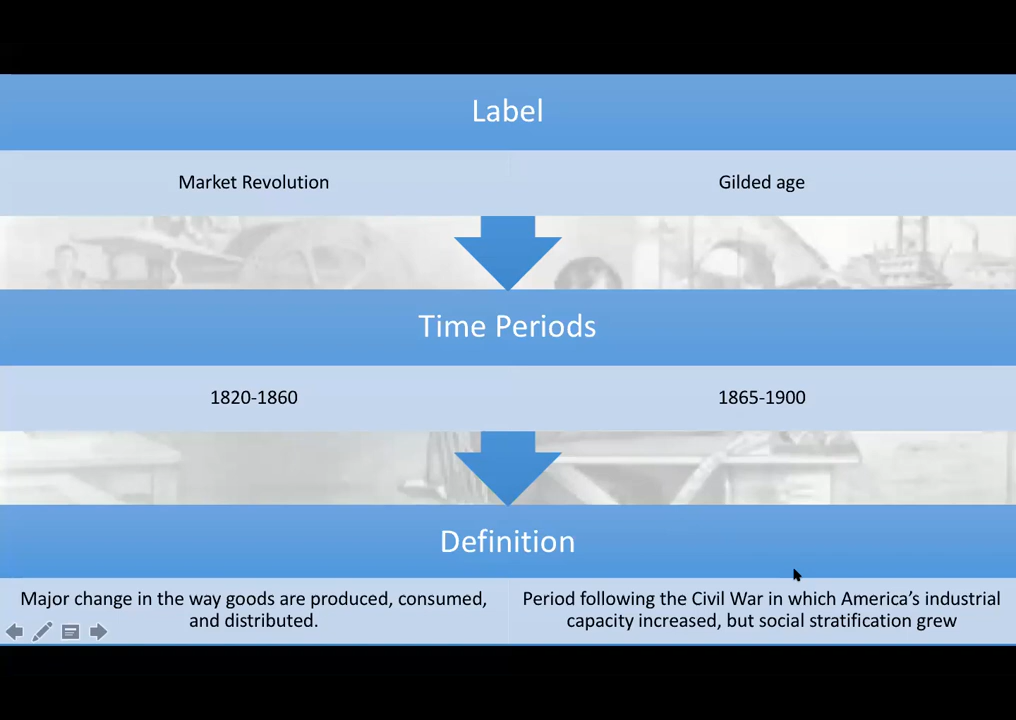 Label
Market Revolution
Gilded age
Time Periods
1820-1860
1865-1900
Definition
Major change in the way goods are produced, consumed,
and distributed.
Period following the Civil War in which America’s industrial
capacity increased, but social stratification grew